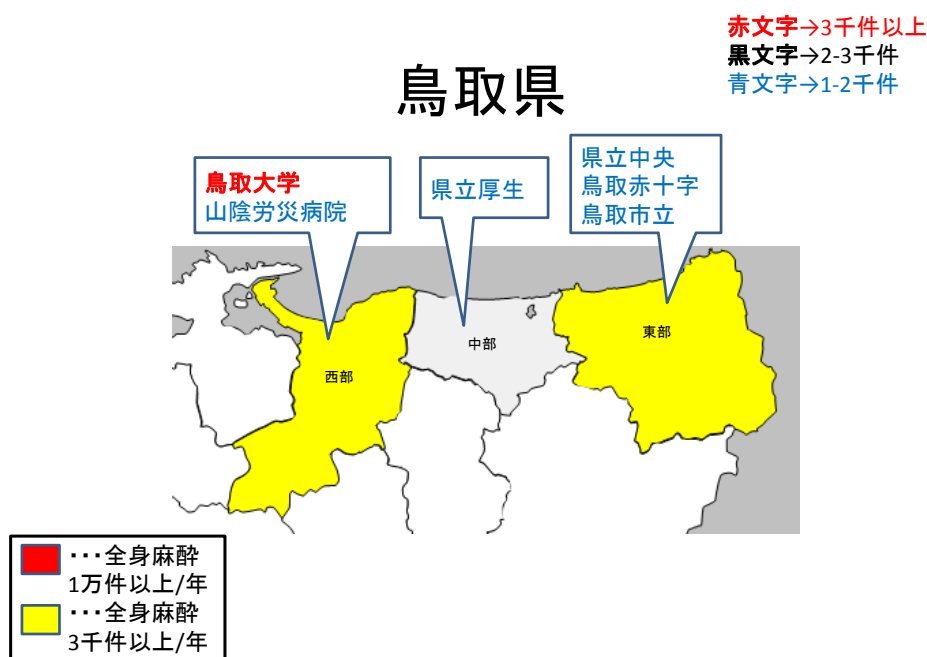 赤文字→3千件以上
黒文字→2-3千件
青文字→1-2千件
鳥取県
鳥取大学
山陰労災病院
県立厚生
県立中央
鳥取赤十字
鳥取市立
西部
中部
東部
･･･全身麻酔
1万件以上/年
･･･全身麻酔
3千件以上/年